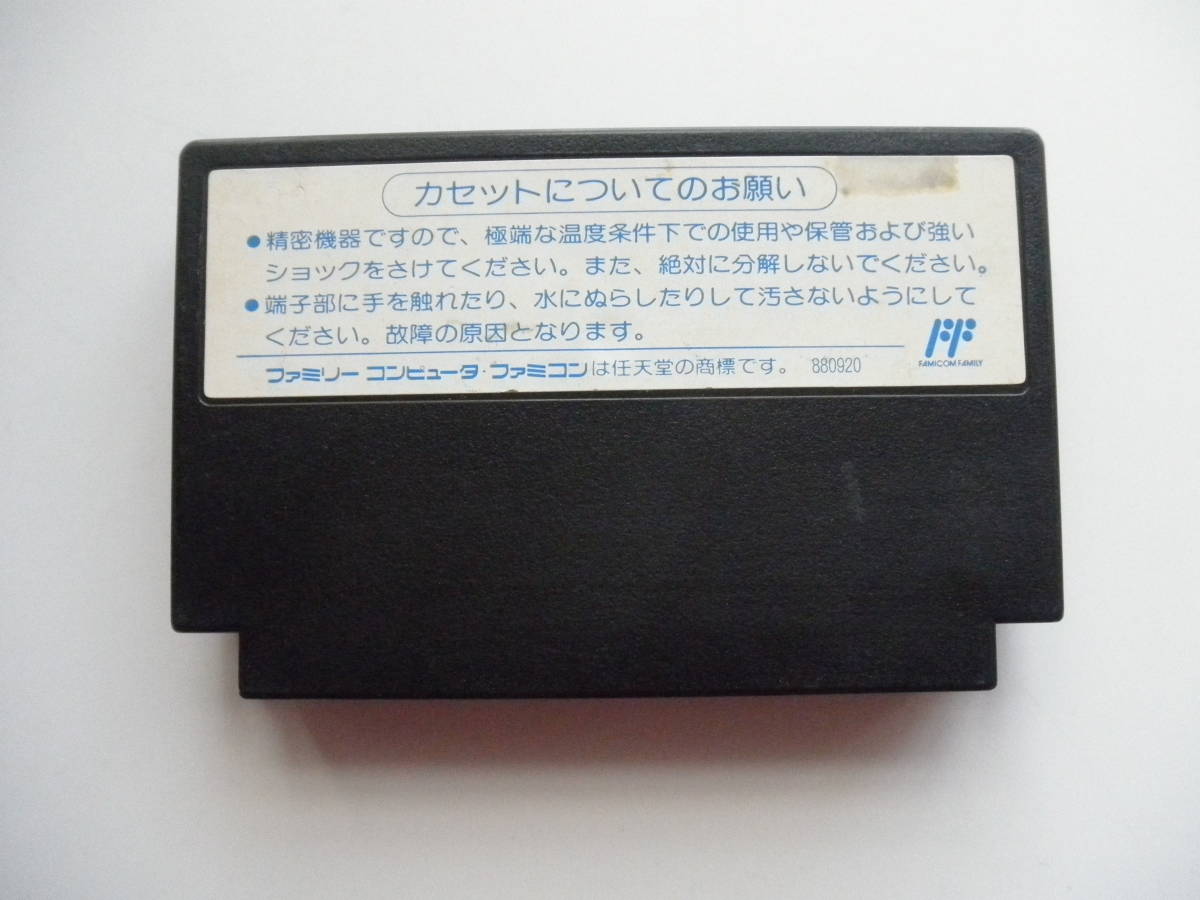 カセットについてのお願い
●精密機器ですので、極端な温度条件下での使用や保管および強い
ショックをさけてください。また、絶対に分解しないでください。
●端子部に手を触れたり、水にぬらしたりして汚さないようにして
ください。故障の原因となります。
FAMICOM FAMILY
ファミリー コンピュータ・ファミコンは任天堂の商標です。 880920